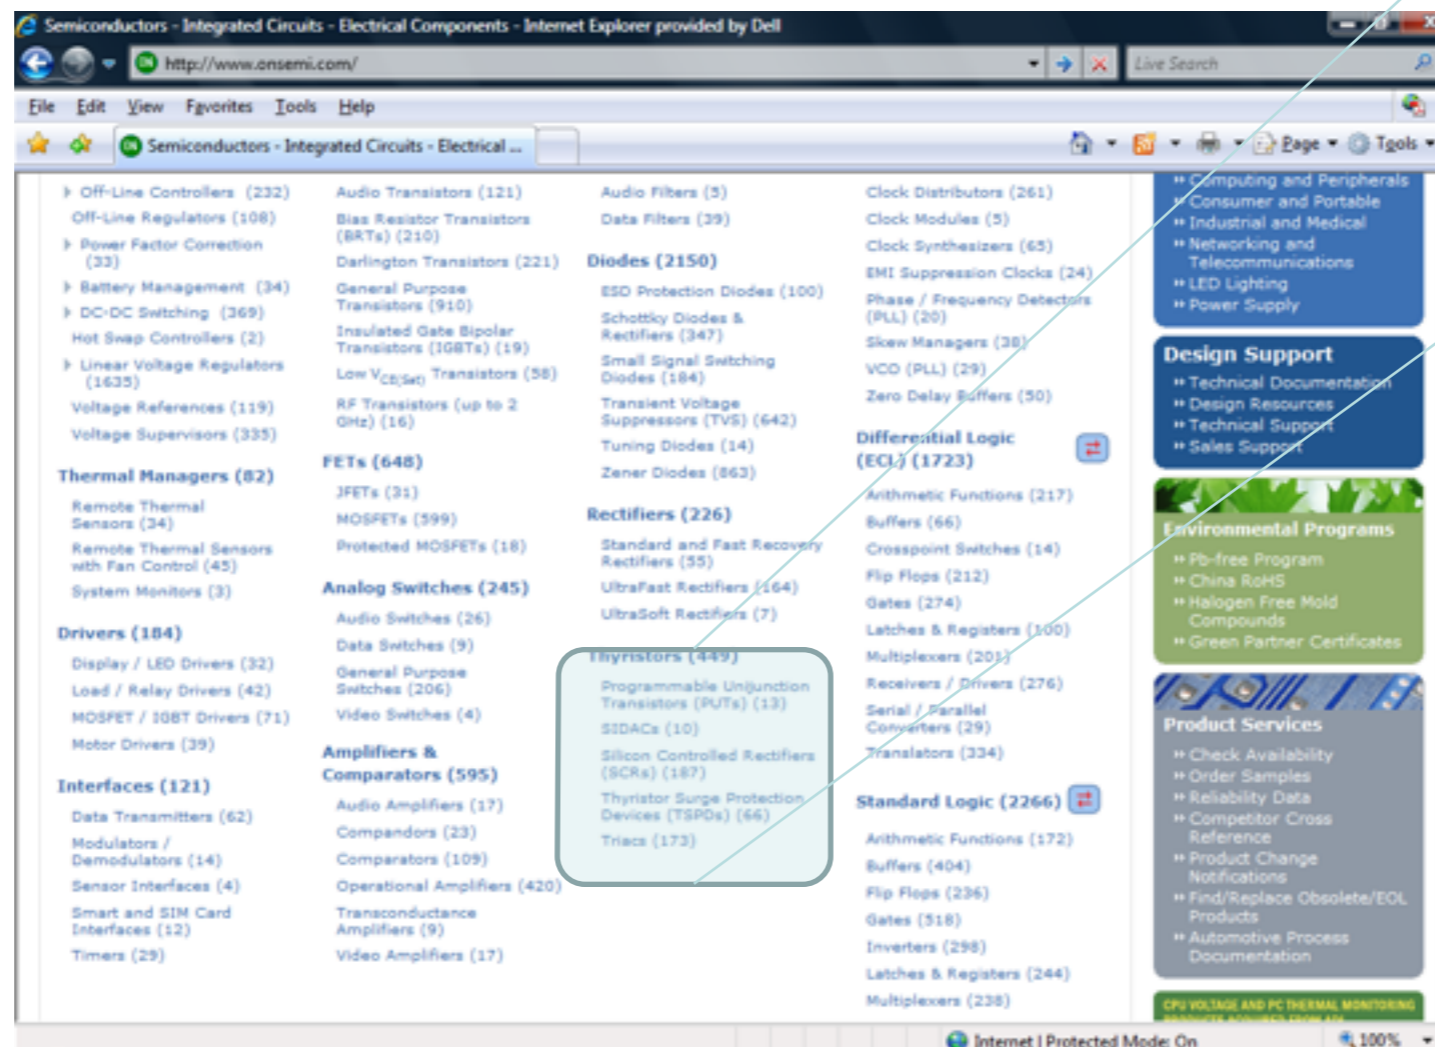 Semiconductors - Integrated Circuits - Electrical Components - Internet Explorer provided by Dell
http://www.onsemi.com/
Live Search
File Edit View Favorites Tools Help
Semiconductors - Integrated Circuits - Electrical ...
Page Tools
Off-Line Controllers (232)
Off-Line Regulators (108)
Power Factor Correction
(33)
Battery Management (34)
DC-DC Switching (369)
Hot Swap Controllers (2)
Linear Voltage Regulators
(1635)
Voltage References (119)
Voltage Supervisors (335)
Thermal Managers (82)
Remote Thermal
Sensors (34)
Remote Thermal Sensors
with Fan Control (45)
System Monitors (3)
Drivers (184)
Display / LED Drivers (32)
Load / Relay Drivers (42)
MOSFET / IGBT Drivers (71)
Motor Drivers (39)
Interfaces (121)
Data Transmitters (62)
Modulators /
Demodulators (14)
Sensor Interfaces (4)
Smart and SIM Card
Interfaces (12)
Timers (29)
Audio Transistors (121)
Bias Resistor Transistors
(BRTs) (210)
Darlington Transistors (221)
General Purpose
Transistors (910)
Insulated Gate Bipolar
Transistors (IGBTs) (19)
Low VCE(Sat) Transistors (58)
RF Transistors (up to 2
GHz) (16)
FETs (648)
JFETs (31)
MOSFETs (599)
Protected MOSFETs (18)
Analog Switches (245)
Audio Switches (26)
Data Switches (9)
General Purpose
Switches (206)
Video Switches (4)
Amplifiers &
Comparators (595)
Audio Amplifiers (17)
Compandors (23)
Comparators (109)
Operational Amplifiers (420)
Transconductance
Amplifiers (9)
Video Amplifiers (17)
Audio Filters (5)
Data Filters (39)
Diodes (2150)
ESD Protection Diodes (100)
Schottky Diodes &
Rectifiers (347)
Small Signal Switching
Diodes (184)
Transient Voltage
Suppressors (TVS) (642)
Tuning Diodes (14)
Zener Diodes (863)
Rectifiers (226)
Standard and Fast Recovery
Rectifiers (55)
UltraFast Rectifiers (164)
UltraSoft Rectifiers (7)
Thyristors (449)
Programmable Unijunction
Transistors (PUTs) (13)
SIDACs (10)
Silicon Controlled Rectifiers
(SCRs) (187)
Thyristor Surge Protection
Devices (TSPDs) (66)
Triacs (173)
Clock Distributors (261)
Clock Modules (5)
Clock Synthesizers (65)
EMI Suppression Clocks (24)
Phase / Frequency Detectors
(PLL) (20)
Skew Managers (38)
VCO (PLL) (29)
Zero Delay Buffers (50)
Differential Logic
(ECL) (1723)
Arithmetic Functions (217)
Buffers (66)
Crosspoint Switches (14)
Flip Flops (212)
Gates (274)
Latches & Registers (100)
Multiplexers (201)
Receivers / Drivers (276)
Serial / Parallel
Converters (29)
Translators (334)
Standard Logic (2266)
Arithmetic Functions (172)
Buffers (404)
Flip Flops (236)
Gates (518)
Inverters (298)
Latches & Registers (244)
Multiplexers (238)
Computing and Peripherals
Consumer and Portable
Industrial and Medical
Networking and
Telecommunications
LED Lighting
Power Supply
Design Support
Technical Documentation
Design Resources
Technical Support
Sales Support
Environmental Programs
Pb-free Program
China RoHS
Halogen Free Mold
Compounds
Green Partner Certificates
Product Services
Check Availability
Order Samples
Reliability Data
Competitor Cross
Reference
Product Change
Notifications
Find/Replace Obsolete/EOL
Products
Automotive Process
Documentation
CPU VOLTAGE AND PC THERMAL MONITORING
Internet | Protected Mode: On
100%